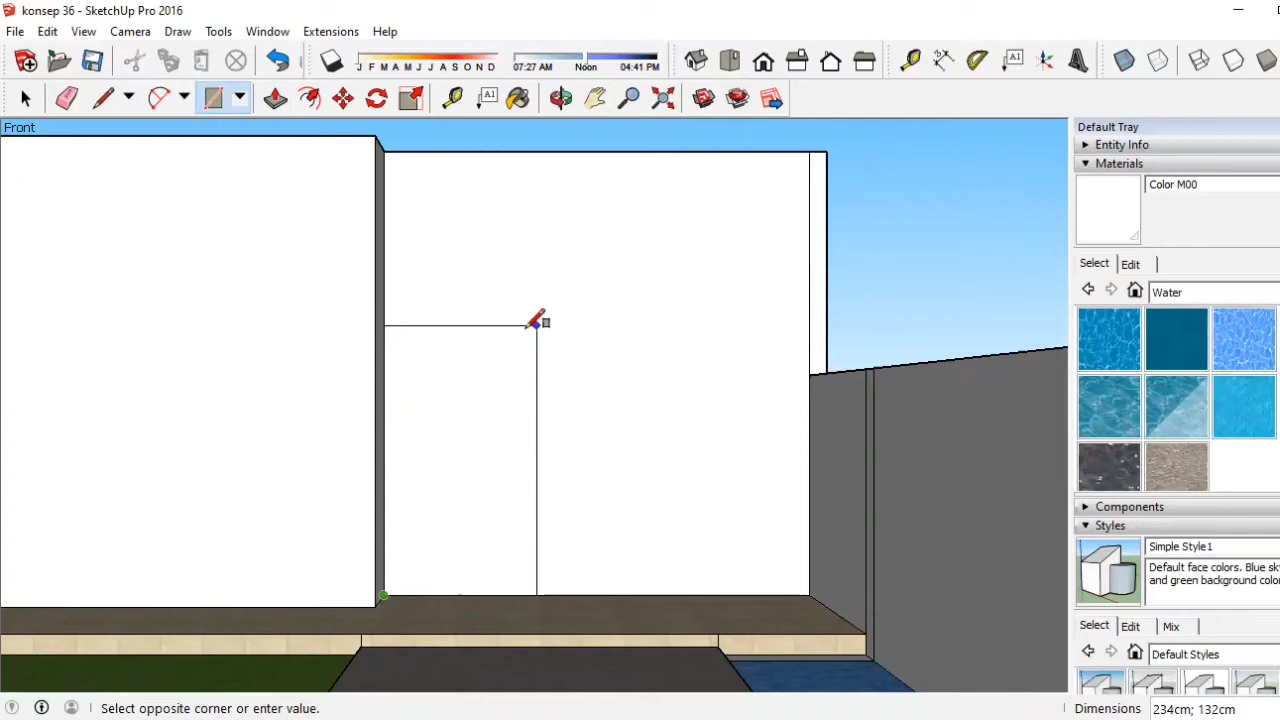 konsep 36 - SketchUp Pro 2016
File Edit View Camera Draw Tools Window Extensions Help
J F M A M J J A S O N D 07:27 AM Noon 04:41 PM A1
A1
Front
Default Tray
Entity Info
Materials
Color M00
Select Edit
Water
Components
Styles
Simple Style1
Default face colors. Blue sk
and green background colo
Select Edit Mix
Default Styles
Select opposite corner or enter value.
Dimensions 234cm; 132cm